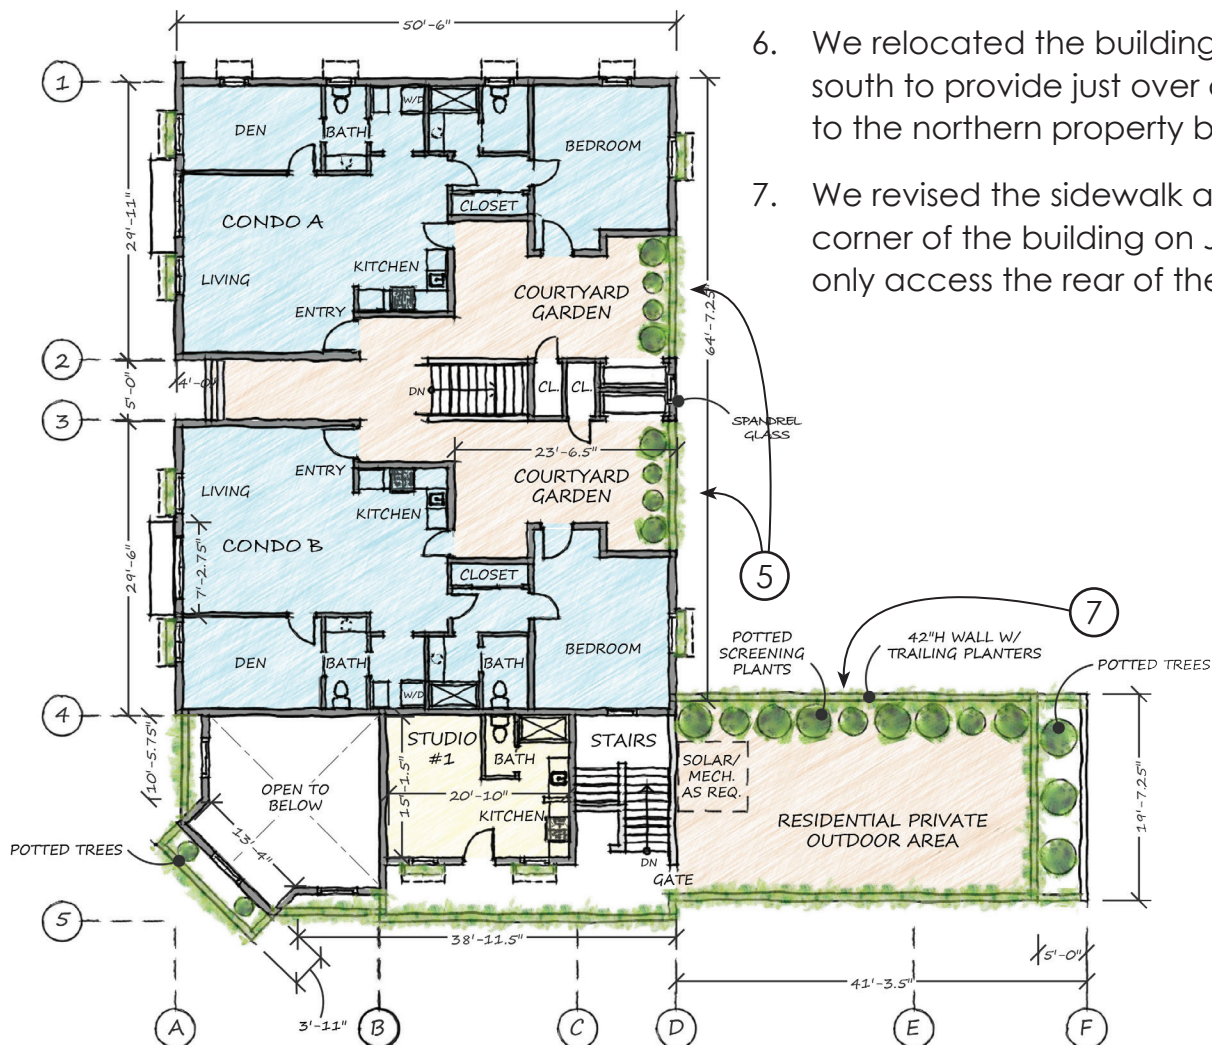 50'-6"
6. We relocated the building
south to provide just over
to the northern property b
7. We revised the sidewalk a
corner of the building on J
only access the rear of the
1
DEN
BATH
W/D
BEDROOM
CLOSET
CONDO A
29'-11"
LIVING
KITCHEN
ENTRY
COURTYARD
GARDEN
64'-7.25"
2
4'-0"
5'-0"
DN
CL.
CL.
3
SPANDREL
GLASS
23'-6.5"
ENTRY
LIVING
KITCHEN
COURTYARD
GARDEN
CONDO B
29'-6"
7'-2.75"
CLOSET
5
7
DEN
BATH
W/D
BATH
BEDROOM
POTTED
SCREENING
PLANTS
42"H WALL W/
TRAILING PLANTERS
POTTED TREES
4
10'-5.75"
OPEN TO
BELOW
13'-4"
STUDIO
#1
15'-1.5"
BATH
20'-10"
KITCHEN
STAIRS
DN
GATE
SOLAR/
MECH.
AS REQ.
RESIDENTIAL PRIVATE
OUTDOOR AREA
19'-7.25"
POTTED TREES
5
38'-11.5"
5'-0"
41'-3.5"
3'-11"
A
B
C
D
E
F